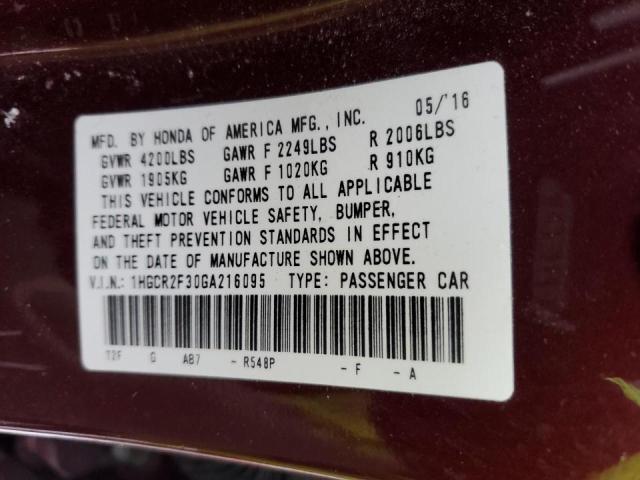 05/'16
MFD. BY HONDA OF AMERICA MFG., INC.
GVWR 4200LBS GAWR F 2249LBS R 2006LBS
GVWR 1905KG GAWR F 1020KG R 910KG
THIS VEHICLE CONFORMS TO ALL APPLICABLE
FEDERAL MOTOR VEHICLE SAFETY, BUMPER,
AND THEFT PREVENTION STANDARDS IN EFFECT
ON THE DATE OF MANUFACTURE SHOWN ABOVE.
V.I.N.: 1HGCR2F30GA216095 TYPE: PASSENGER CAR
T2F G AB7 - R548P - F - A